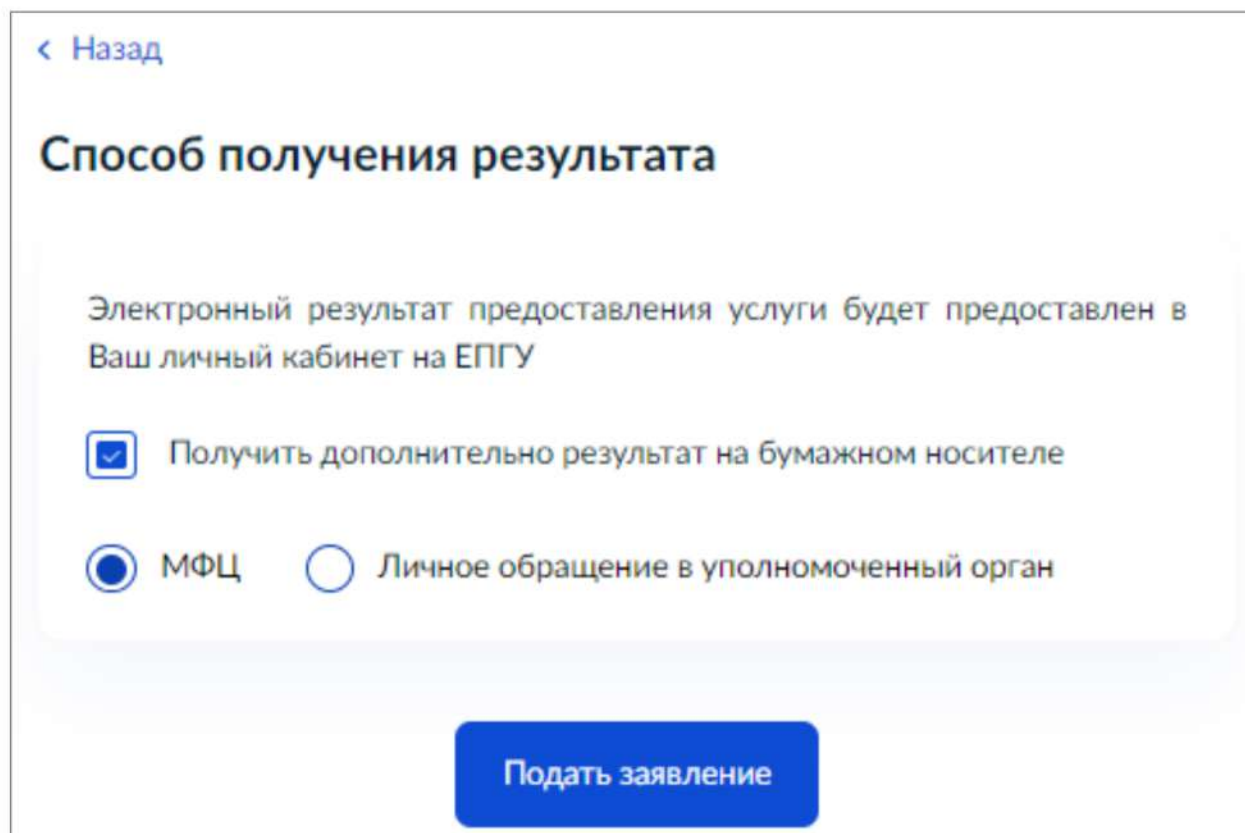 Назад
Способ получения результата
Электронный результат предоставления услуги будет предоставлен в
Ваш личный кабинет на ЕПГУ
Получить дополнительно результат на бумажном носителе
МФЦ Личное обращение в уполномоченный орган
Подать заявление